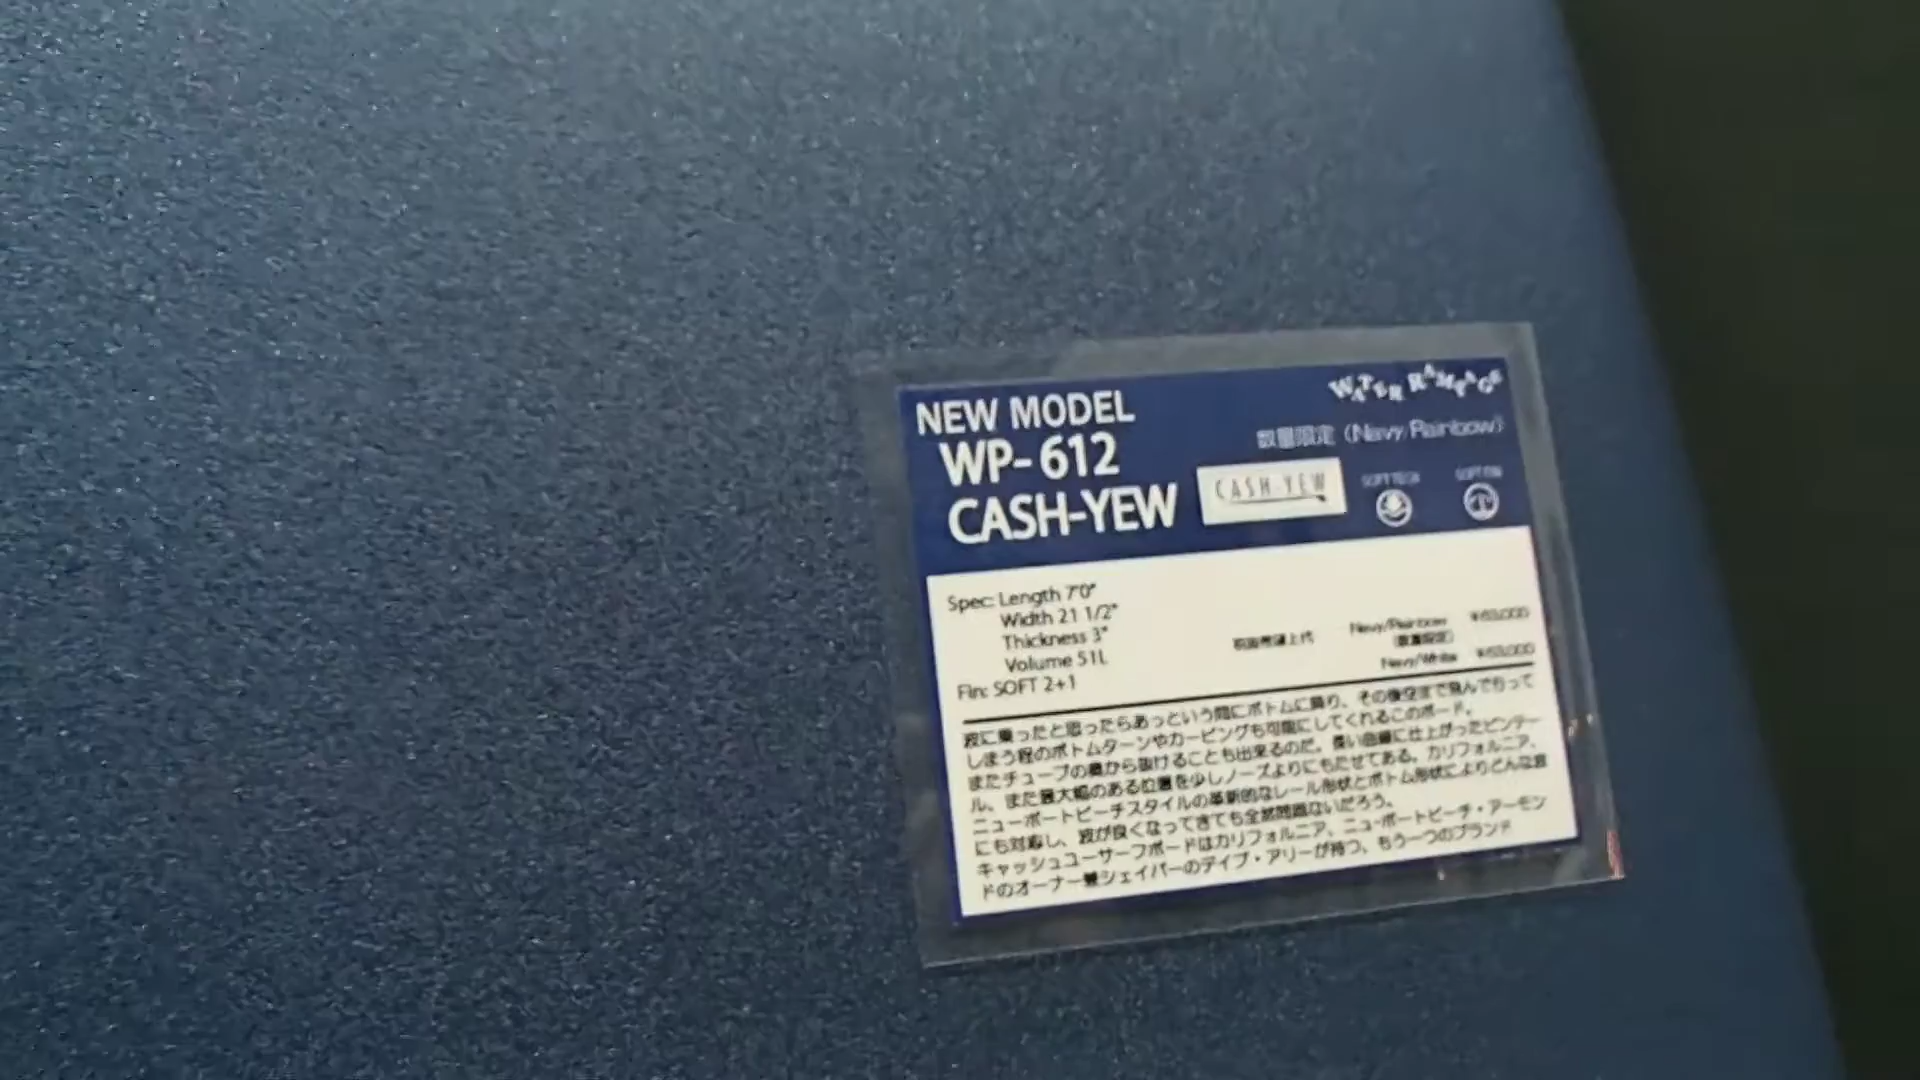 NEW MODEL
WATER RAMPAGE
WP-612
数量限定（Navy/Rainbow）
CASH-YEW
CASH YEW
SOFT TECH
SOFT FIN
Spec: Length 7'0"
Width 21 1/2"
Thickness 3"
Volume 51L
Fin: SOFT 2+1
Navy/Rainbow ¥63,000
（数量限定）
Navy/White ¥63,000
波に乗ったと思ったらあっという間にボトムに降り、その後空まで飛んでもって
しまう程のボトムターンやカービングも可能にしてくれるこのボード。
またチューブの奥から抜けることも出来るのだ。長い曲線に仕上がったピンテー
ル、また最大幅のある位置を少しノーズよりにもたせてある。カリフォルニア、
ニューポートビーチスタイルの革新的なレール形状とボトム形状によりどんな波
にも対応し、波が良くなってきても全然問題ないだろう。
キャッシュユーサーフボードはカリフォルニア、ニューポートビーチ・アーモン
ドのオーナー兼シェイパーのデイブ・アリーが持つ、もう一つのブランド